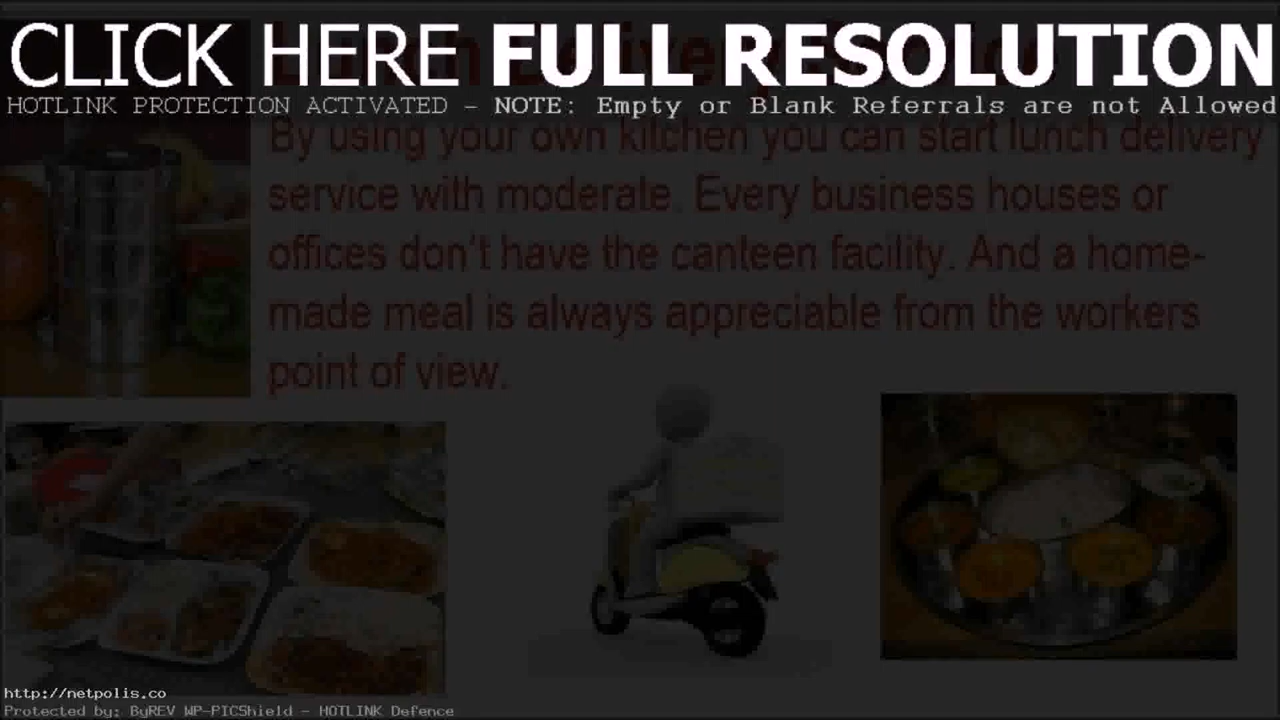 CLICK HERE FULL RESOLUTION
HOTLINK PROTECTION ACTIVATED - NOTE: Empty or Blank Referrals are not Allowed
By using your own kitchen you can start lunch delivery
service with moderate. Every business houses or
offices don't have the canteen facility. And a home-
made meal is always appreciable from the workers
point of view.
http://netpolis.co
Protected by: ByREV WP-PICShield - HOTLINK Defence